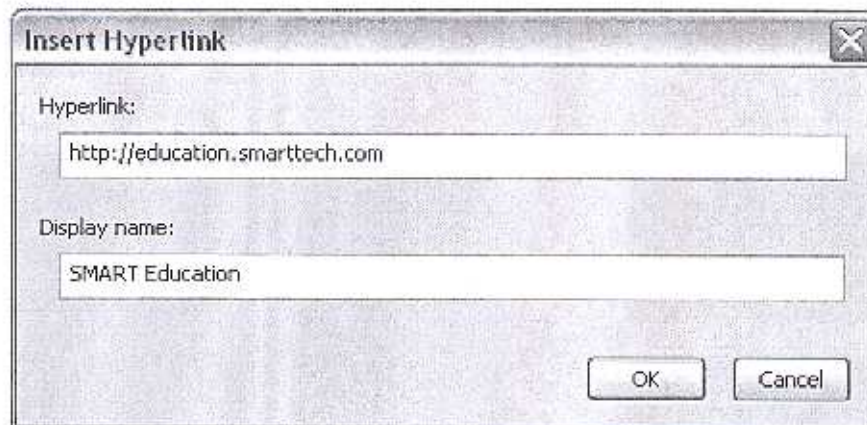 Insert Hyperlink
Hyperlink:
http://education.smarttech.com
Display name:
SMART Education
OK Cancel